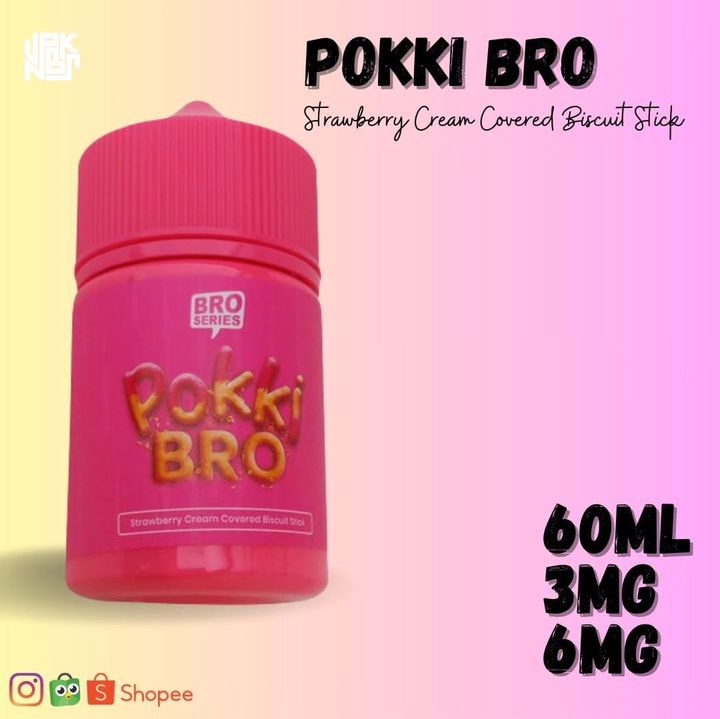 POKKI BRO
Strawberry Cream Covered Biscuit Stick
BRO
SERIES
Pokki
BRO
Strawberry Cream Covered Biscuit Stick
60ML
3MG
6MG
S Shopee